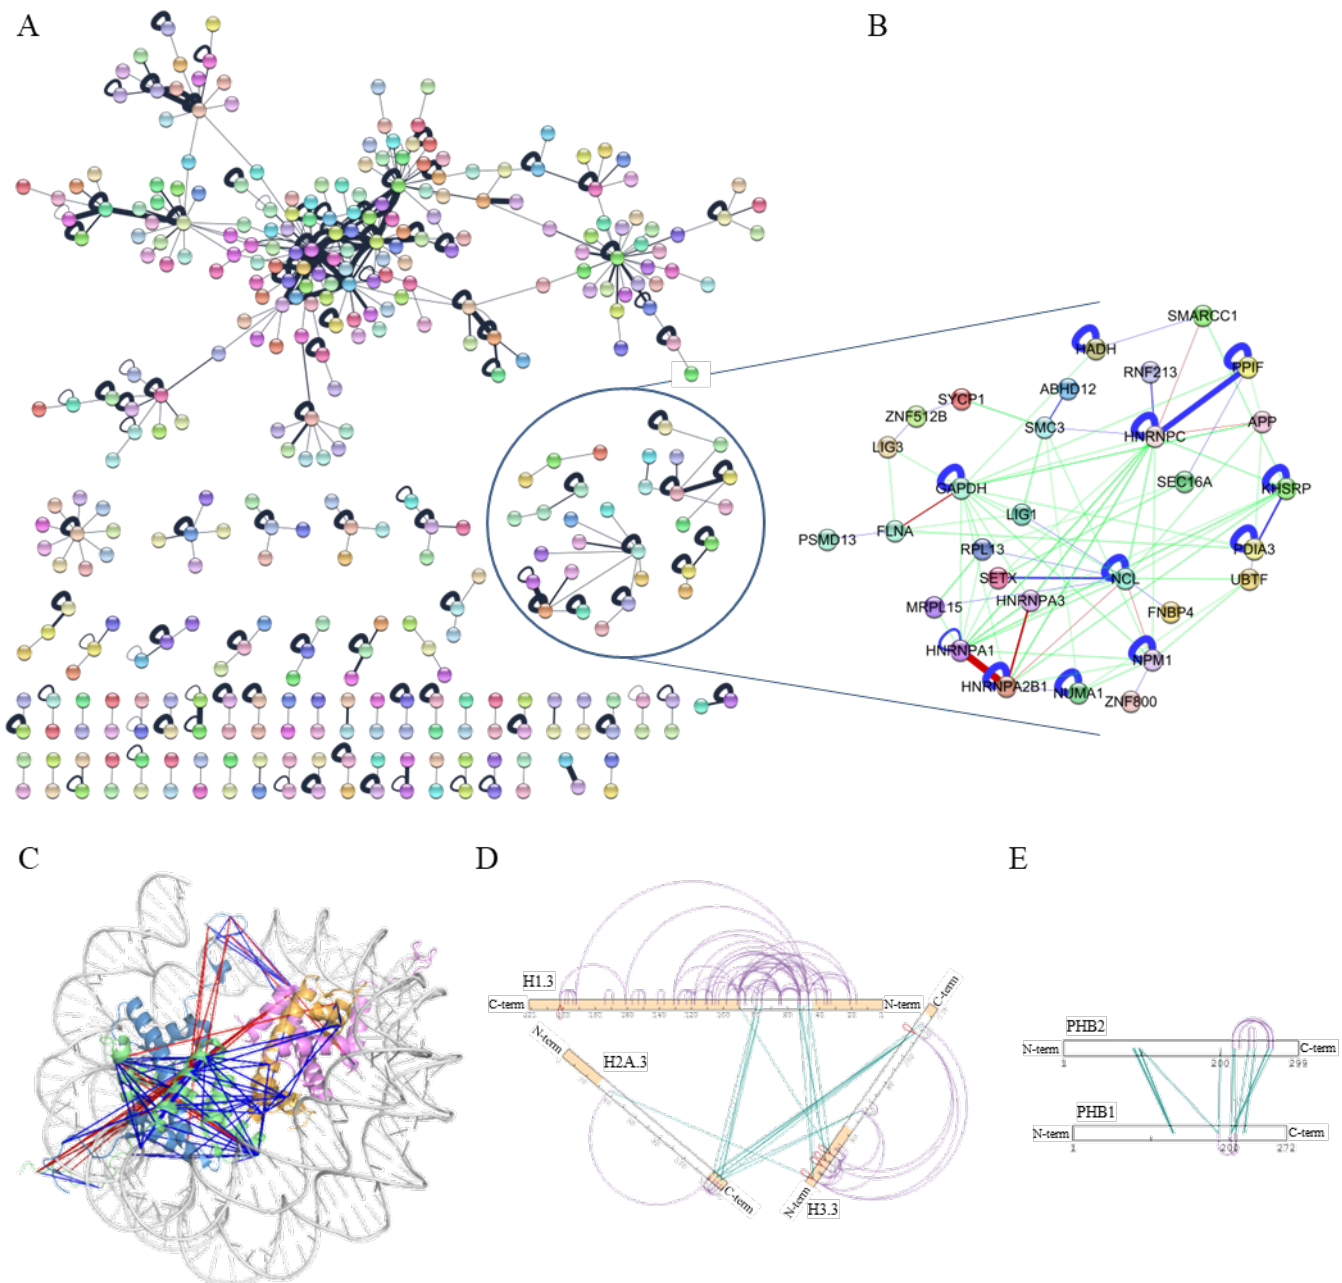 A
B
SMARCC1
HADH
RNF213
PPIF
ABHD12
SYCP1
ZNF512B
SMC3
HNRNPC
APP
LIG3
SEC16A
GAPDH
KHSRP
LIG1
FLNA
PSMD13
RPL13
PDIA3
SETX
NCL
UBTF
HNRNPA3
MRPL15
FNBP4
HNRNPA1
NPM1
HNRNPA2B1
NUMA1
ZNF800
C
D
E
H1.3
C-term
N-term
C-term
N-term
H2A.3
C-term
N-term
H3.3
PHB2
N-term
C-term
1
200
299
PHB1
N-term
C-term
1
200
272